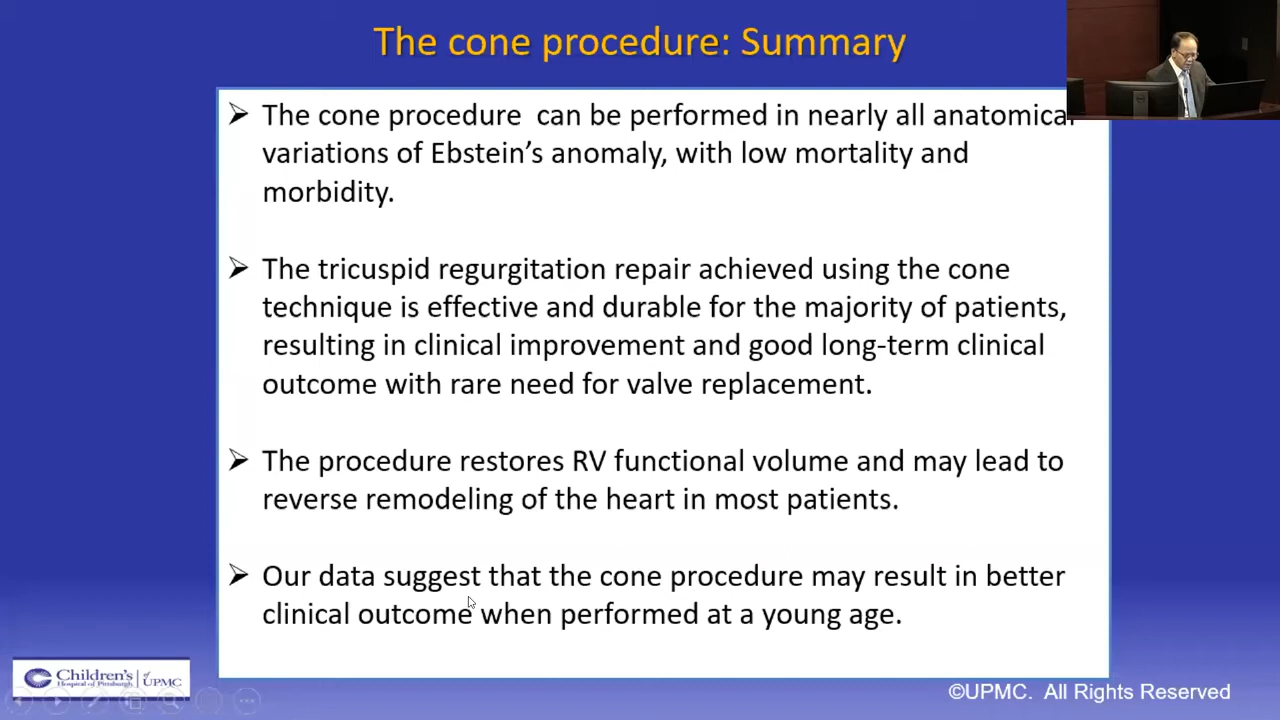 The cone procedure: Summary
➢ The cone procedure  can be performed in nearly all anatomical
variations of Ebstein’s anomaly, with low mortality and
morbidity.
➢ The tricuspid regurgitation repair achieved using the cone
technique is effective and durable for the majority of patients,
resulting in clinical improvement and good long-term clinical
outcome with rare need for valve replacement.
➢ The procedure restores RV functional volume and may lead to
reverse remodeling of the heart in most patients.
➢ Our data suggest that the cone procedure may result in better
clinical outcome when performed at a young age.
Children's
Hospital of Pittsburgh
of UPMC
©UPMC.  All Rights Reserved